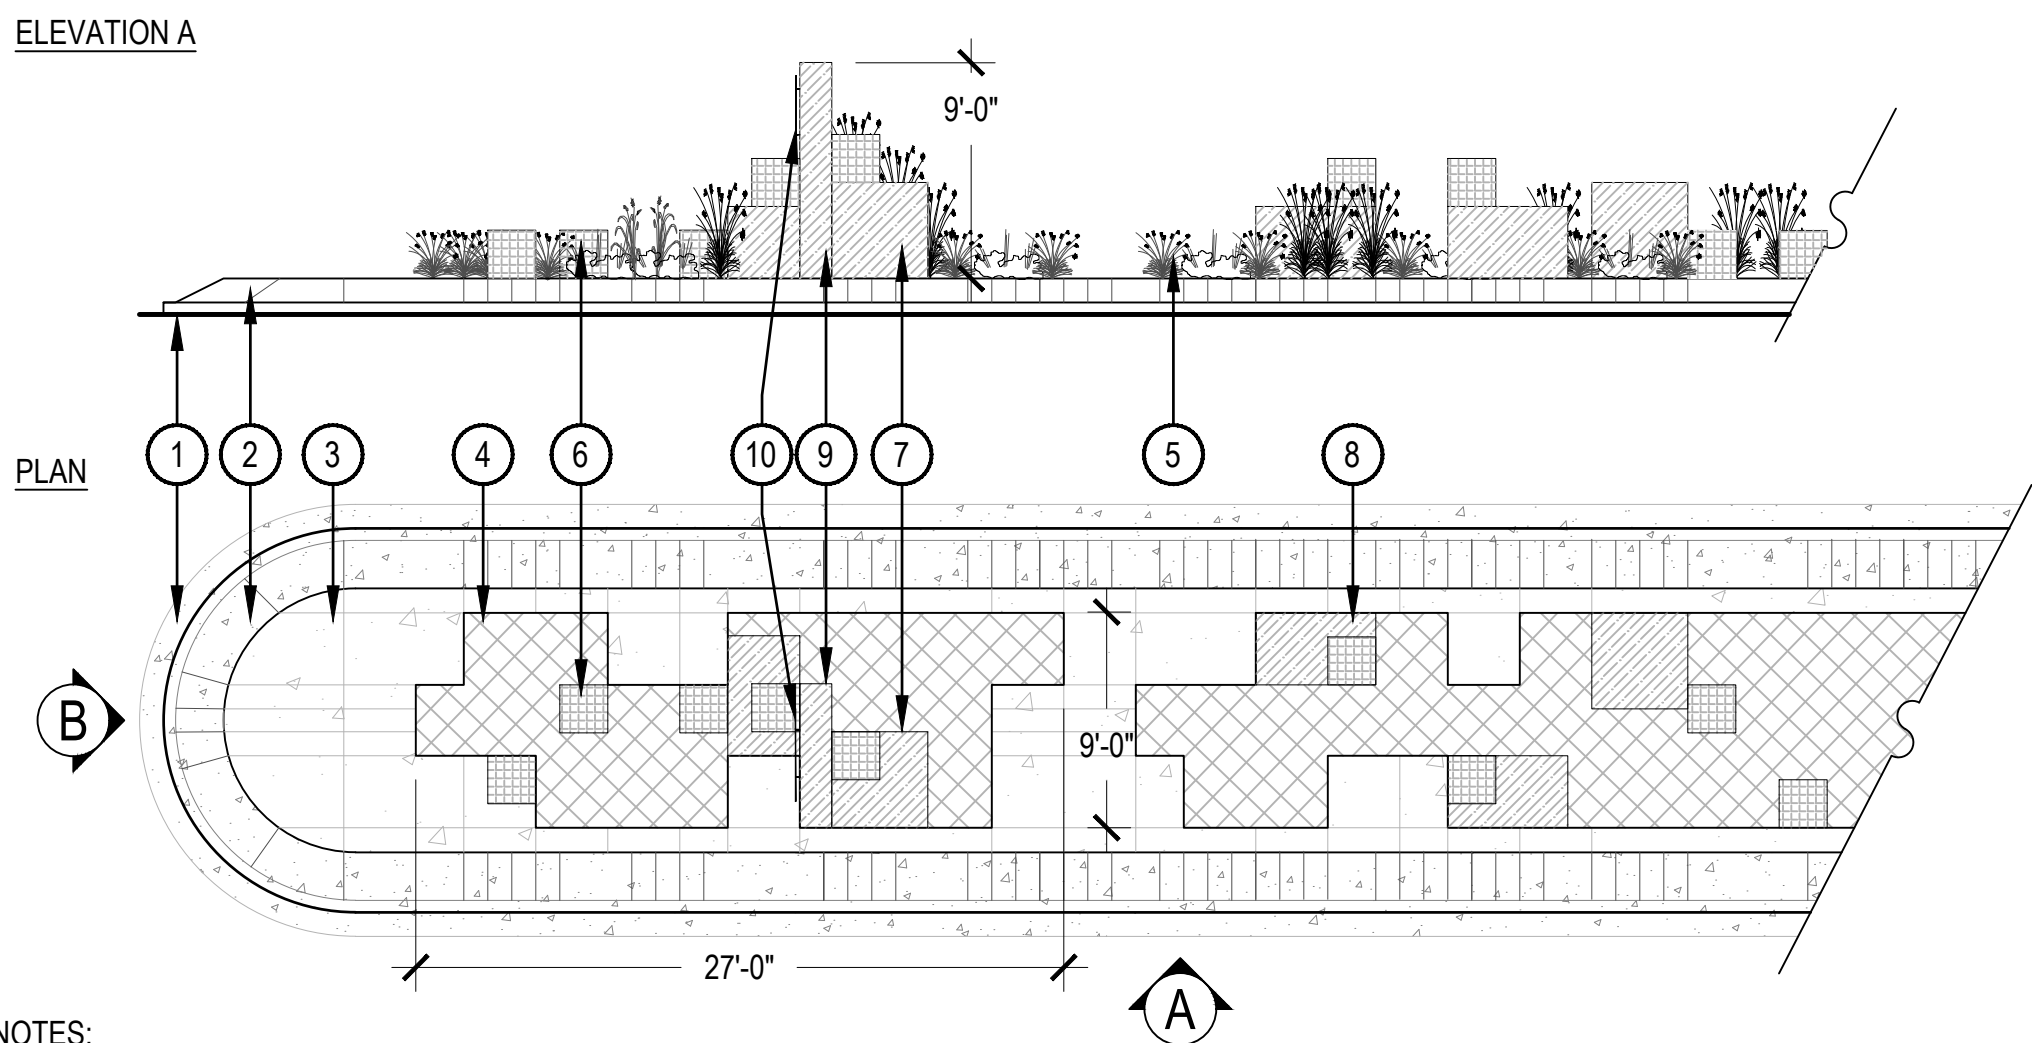 ELEVATION A
9'-0"
1 2 3 4 6 10 9 7 5 8
PLAN
B
9'-0"
27'-0"
A
NOTES: